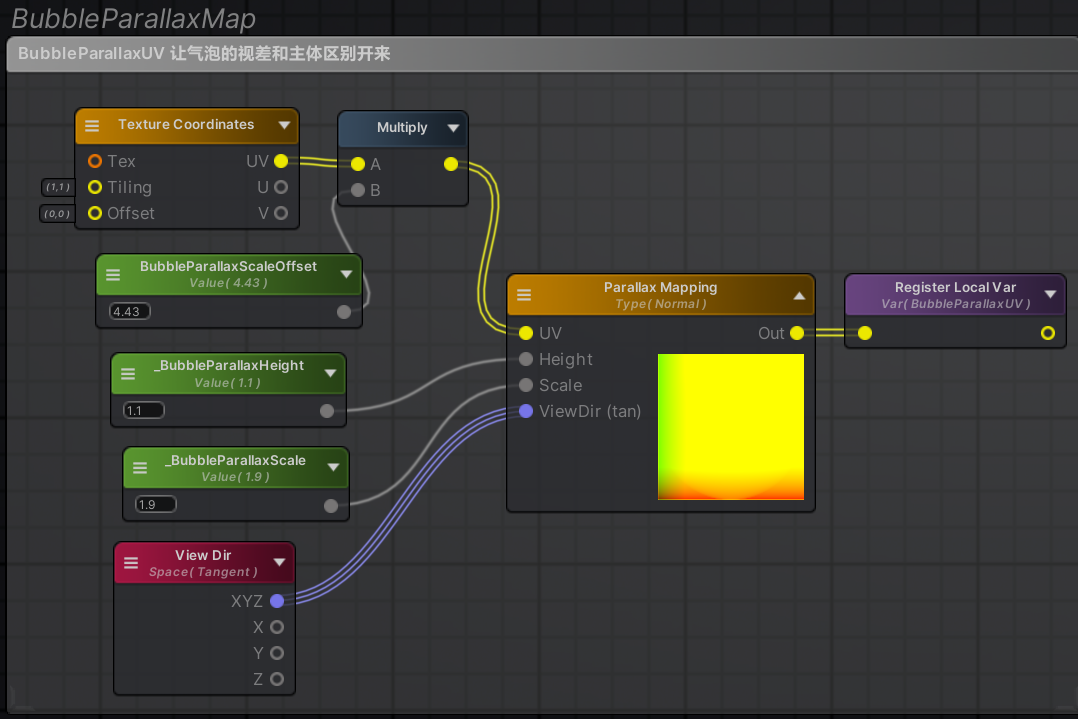 BubbleParallaxMap
BubbleParallaxUV 让气泡的视差和主体区别开来
Texture Coordinates
Tex UV
(1,1) Tiling U
(0,0) Offset V
Multiply
A
B
BubbleParallaxScaleOffset
Value( 4.43 )
4.43
_BubbleParallaxHeight
Value( 1.1 )
1.1
_BubbleParallaxScale
Value( 1.9 )
1.9
View Dir
Space( Tangent )
XYZ
X
Y
Z
Parallax Mapping
Type( Normal )
UV Out
Height
Scale
ViewDir (tan)
Register Local Var
Var( BubbleParallaxUV )